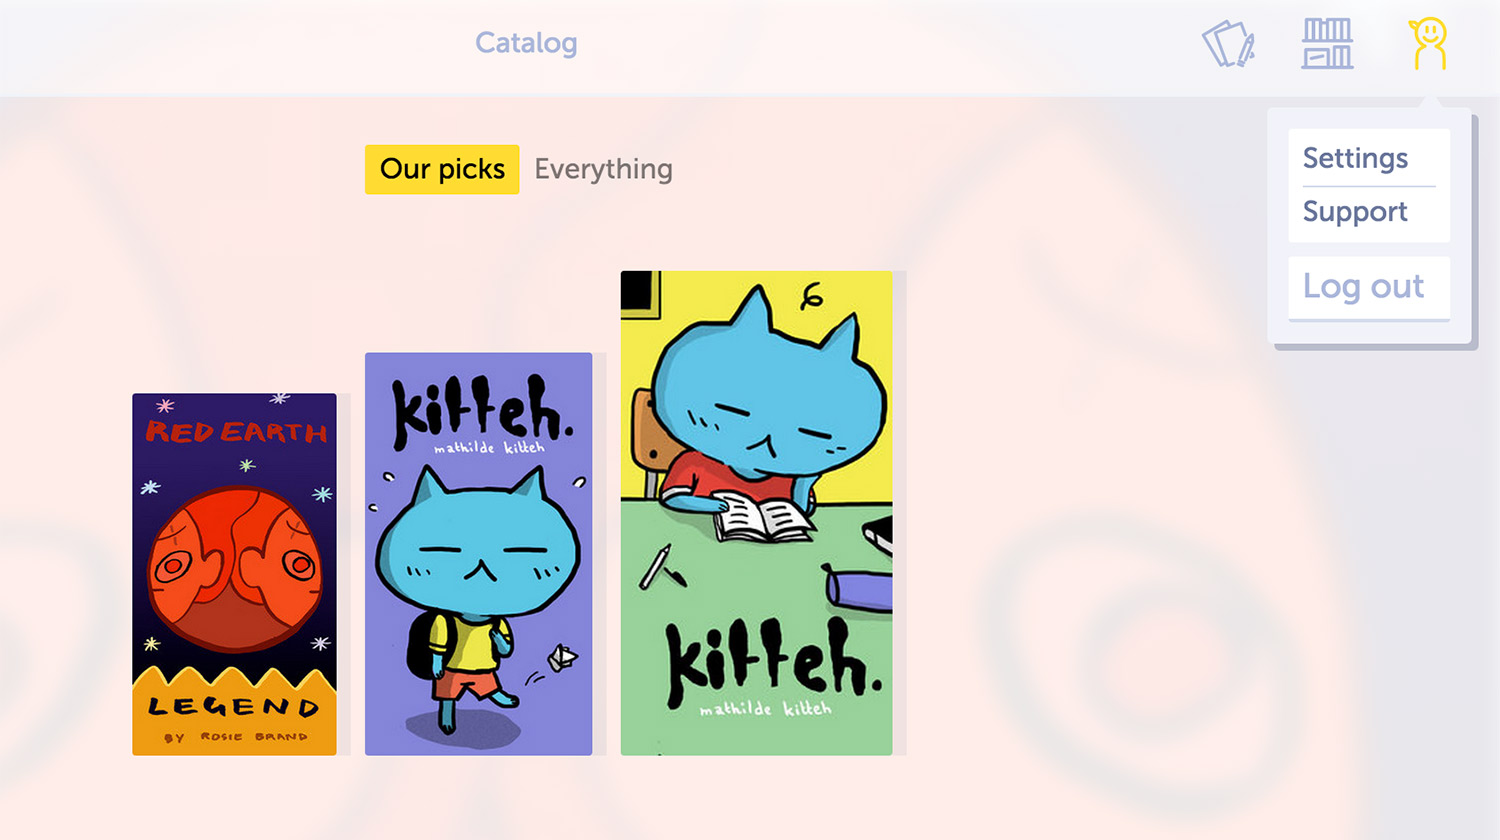 Catalog
Our picks
Everything
Settings
Support
Log out
RED EARTH
LEGEND
BY ROSIE BRAND
kitteh.
mathilde kitteh
kitteh.
mathilde kitteh